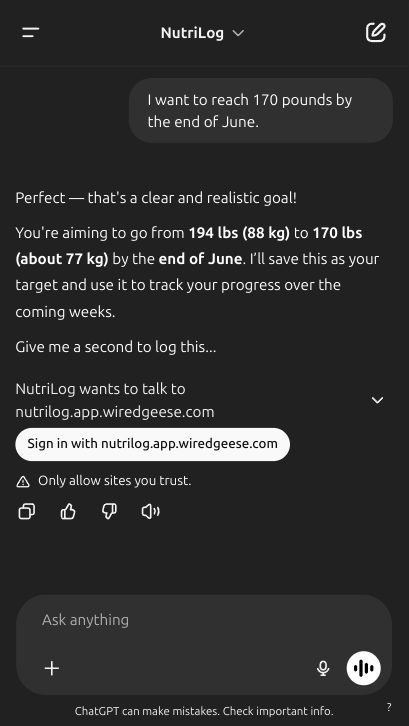 NutriLog
I want to reach 170 pounds by
the end of June.
Perfect — that's a clear and realistic goal!
You're aiming to go from 194 lbs (88 kg) to 170 lbs
(about 77 kg) by the end of June. I'll save this as your
target and use it to track your progress over the
coming weeks.
Give me a second to log this...
NutriLog wants to talk to
nutrilog.app.wiredgeese.com
Sign in with nutrilog.app.wiredgeese.com
Only allow sites you trust.
Ask anything
ChatGPT can make mistakes. Check important info.
?